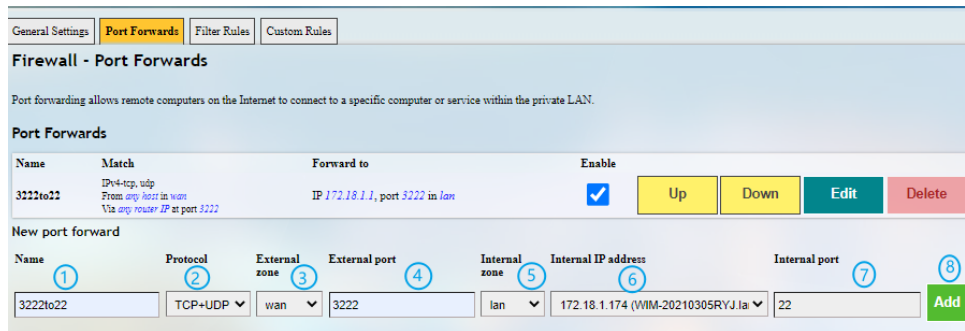 General Settings Port Forwards Filter Rules Custom Rules
Firewall - Port Forwards
Port forwarding allows remote computers on the Internet to connect to a specific computer or service within the private LAN.
Port Forwards
Name Match Forward to Enable
IPv4-tcp, udp
3222to22 From any host in wan IP 172.18.1.1, port 3222 in lan Up Down Edit Delete
Via any router IP at port 3222
New port forward
Name Protocol External zone External port Internal zone Internal IP address Internal port
1 2 3 4 5 6 7 8
3222to22 TCP+UDP wan 3222 lan 172.18.1.174 (WIM-20210305RYJ.la 22 Add